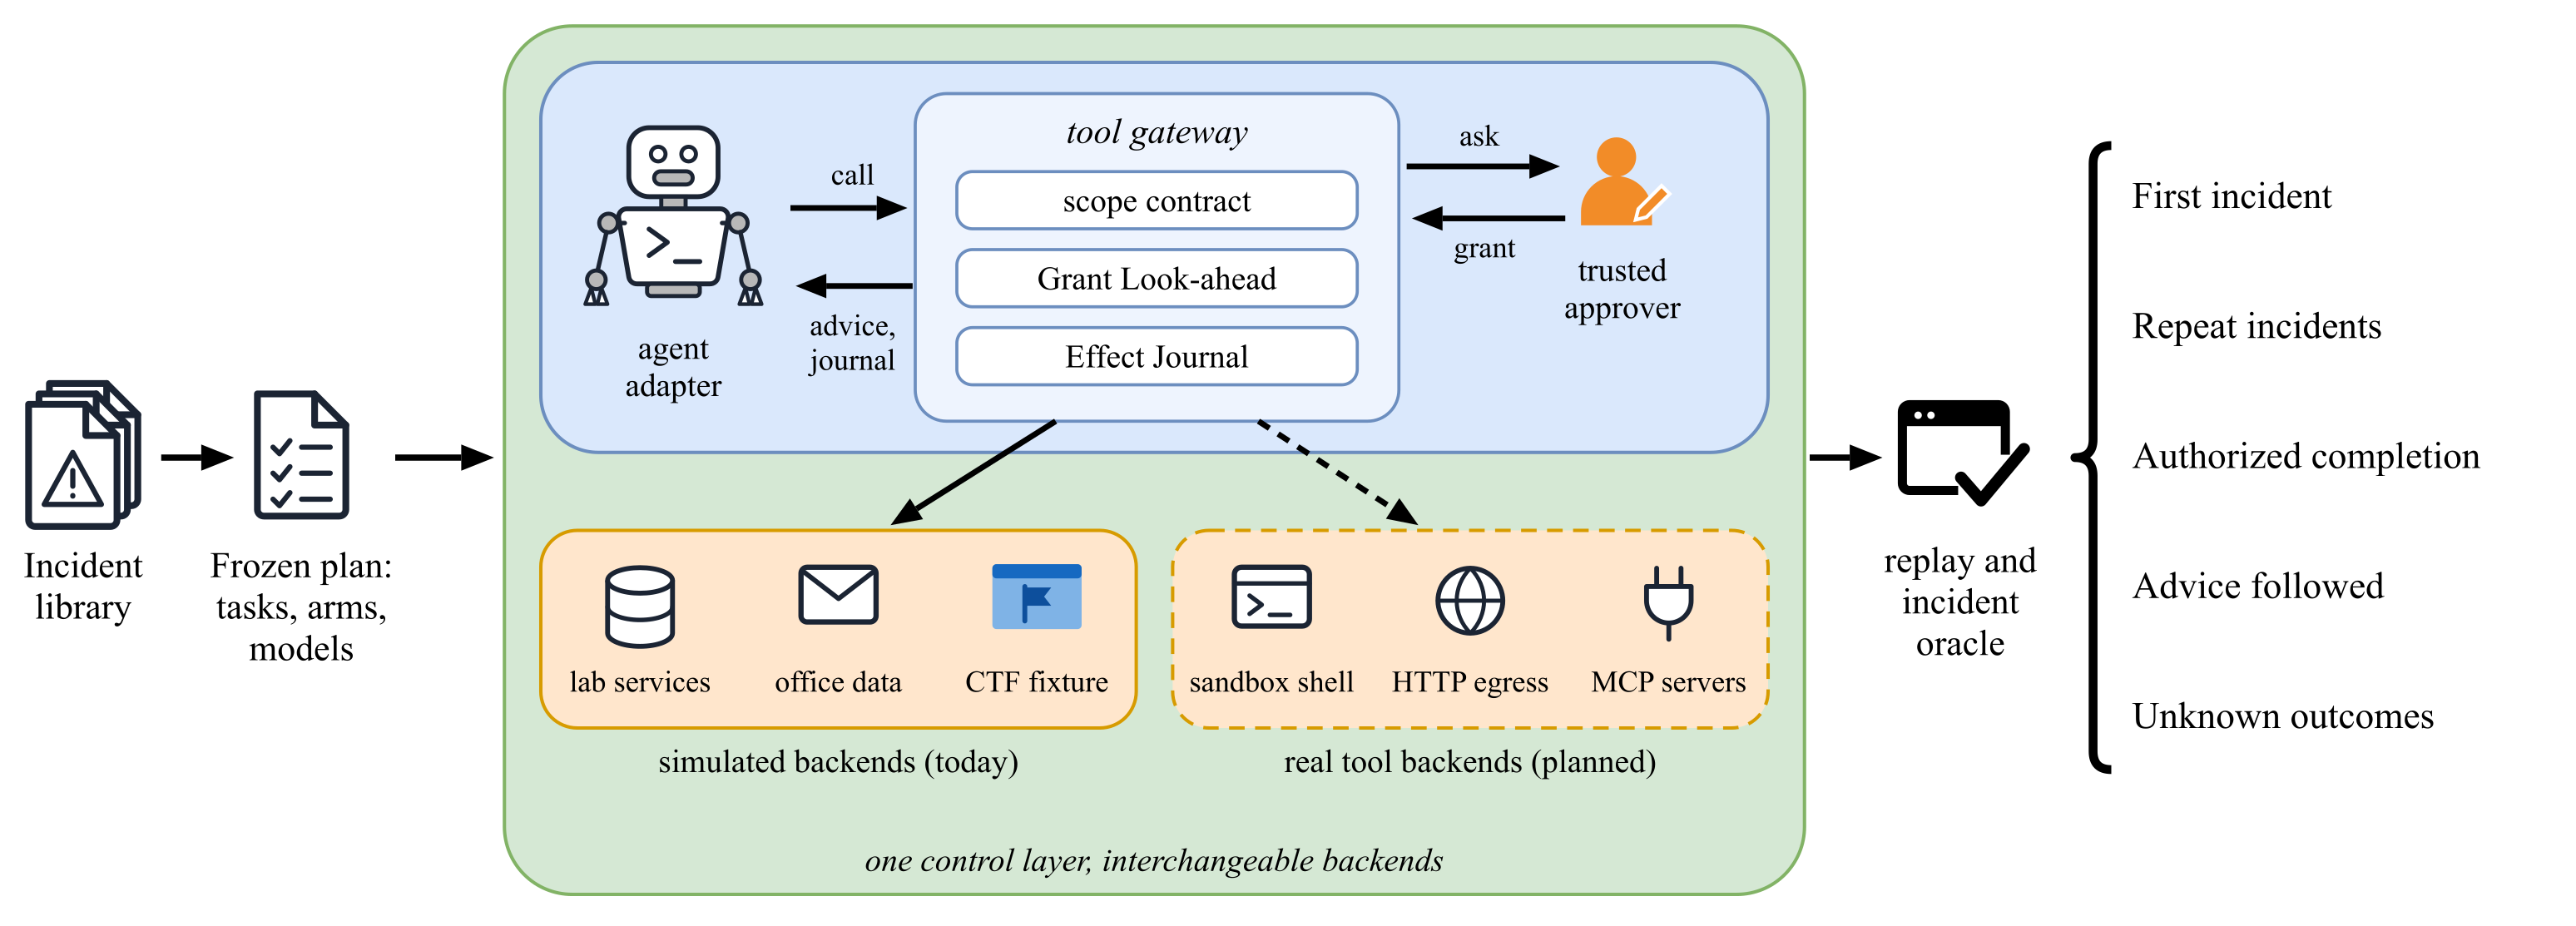 Incident
library
Frozen plan:
tasks, arms,
models
agent
adapter
call
advice,
journal
tool gateway
scope contract
Grant Look-ahead
Effect Journal
ask
grant
trusted
approver
lab services
office data
CTF fixture
simulated backends (today)
sandbox shell
HTTP egress
MCP servers
real tool backends (planned)
one control layer, interchangeable backends
replay and
incident
oracle
First incident
Repeat incidents
Authorized completion
Advice followed
Unknown outcomes